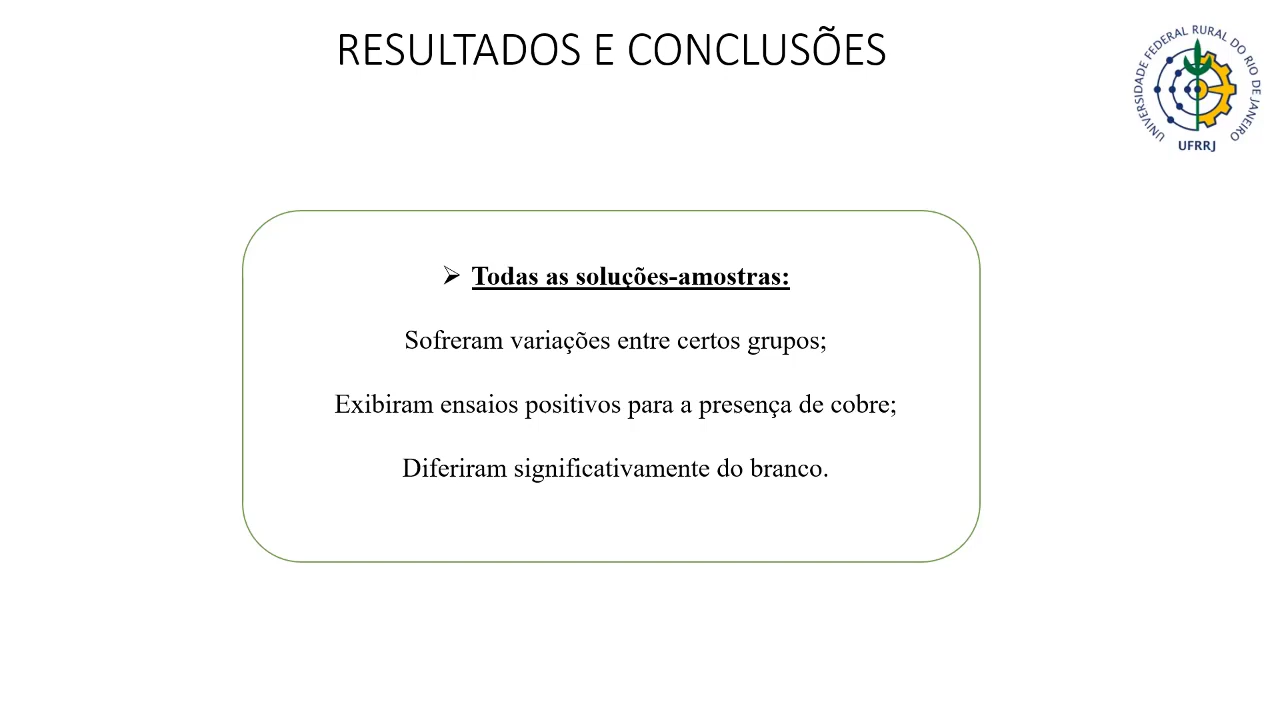 RESULTADOS E CONCLUSÕES
UNIVERSIDADE FEDERAL RURAL DO RIO DE JANEIRO
UFRRJ
➢ Todas as soluções-amostras:
Sofreram variações entre certos grupos;
Exibiram ensaios positivos para a presença de cobre;
Diferiram significativamente do branco.